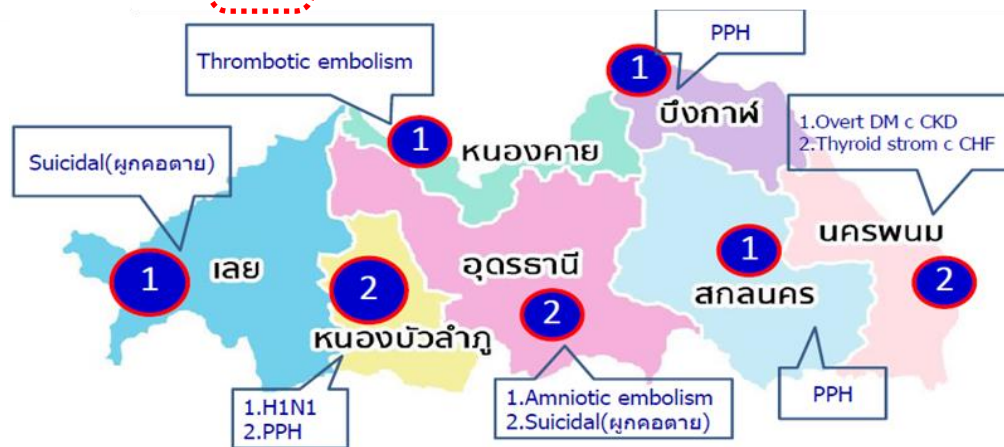 PPH
Thrombotic embolism
1
บึงกาฬ
1
หนองคาย
1.Overt DM c CKD
2.Thyroid strom c CHF
Suicidal(ผูกคอตาย)
นครพนม
1
เลย
อุดรธานี
1
สกลนคร
2
2
2
หนองบัวลำภู
1.H1N1
2.PPH
1.Amniotic embolism
2.Suicidal(ผูกคอตาย)
PPH